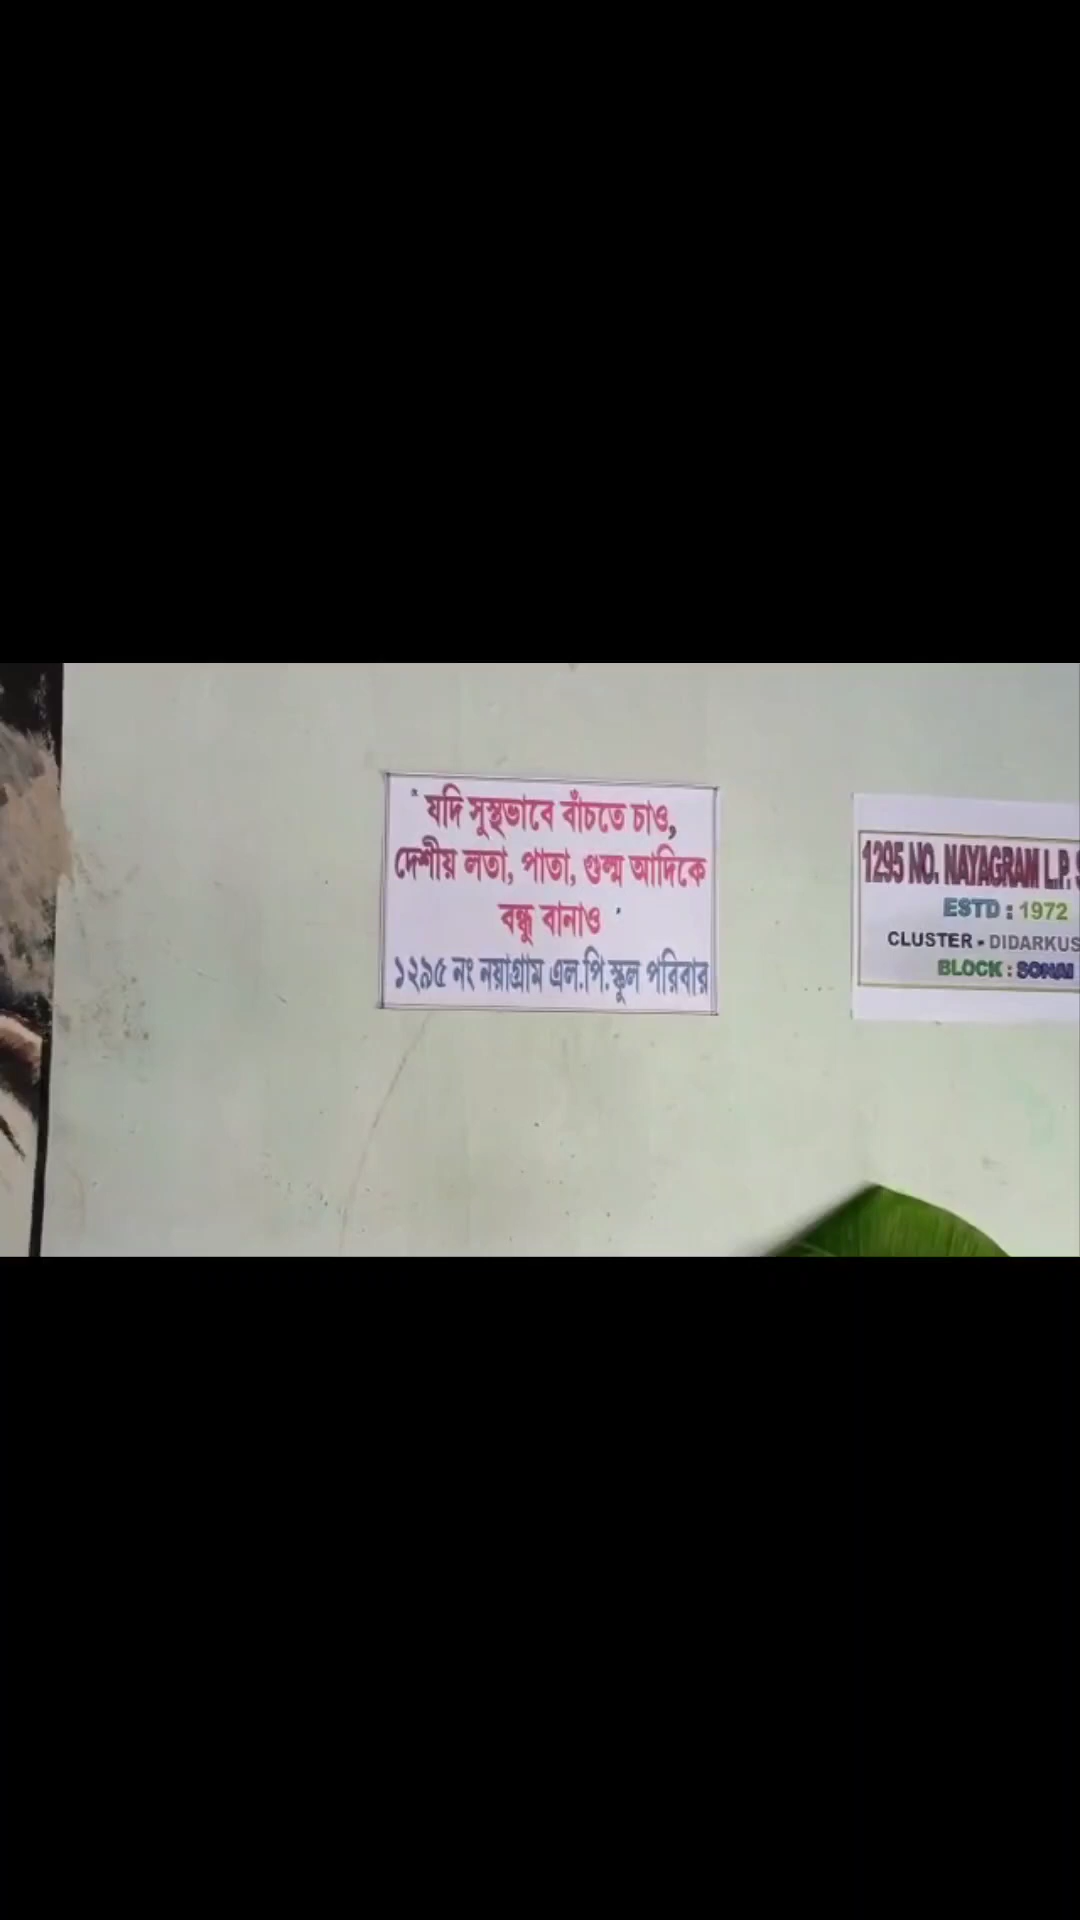 " যদি সুস্থভাবে বাঁচতে চাও,
দেশীয় লতা, পাতা, গুল্ম আদিকে
বন্ধু বানাও "
১২৯৫ নং নয়াগ্রাম এল.পি.স্কুল পরিবার
1295 NO. NAYAGRAM L.P.
ESTD : 1972
CLUSTER - DIDARKUS
BLOCK : SONAI